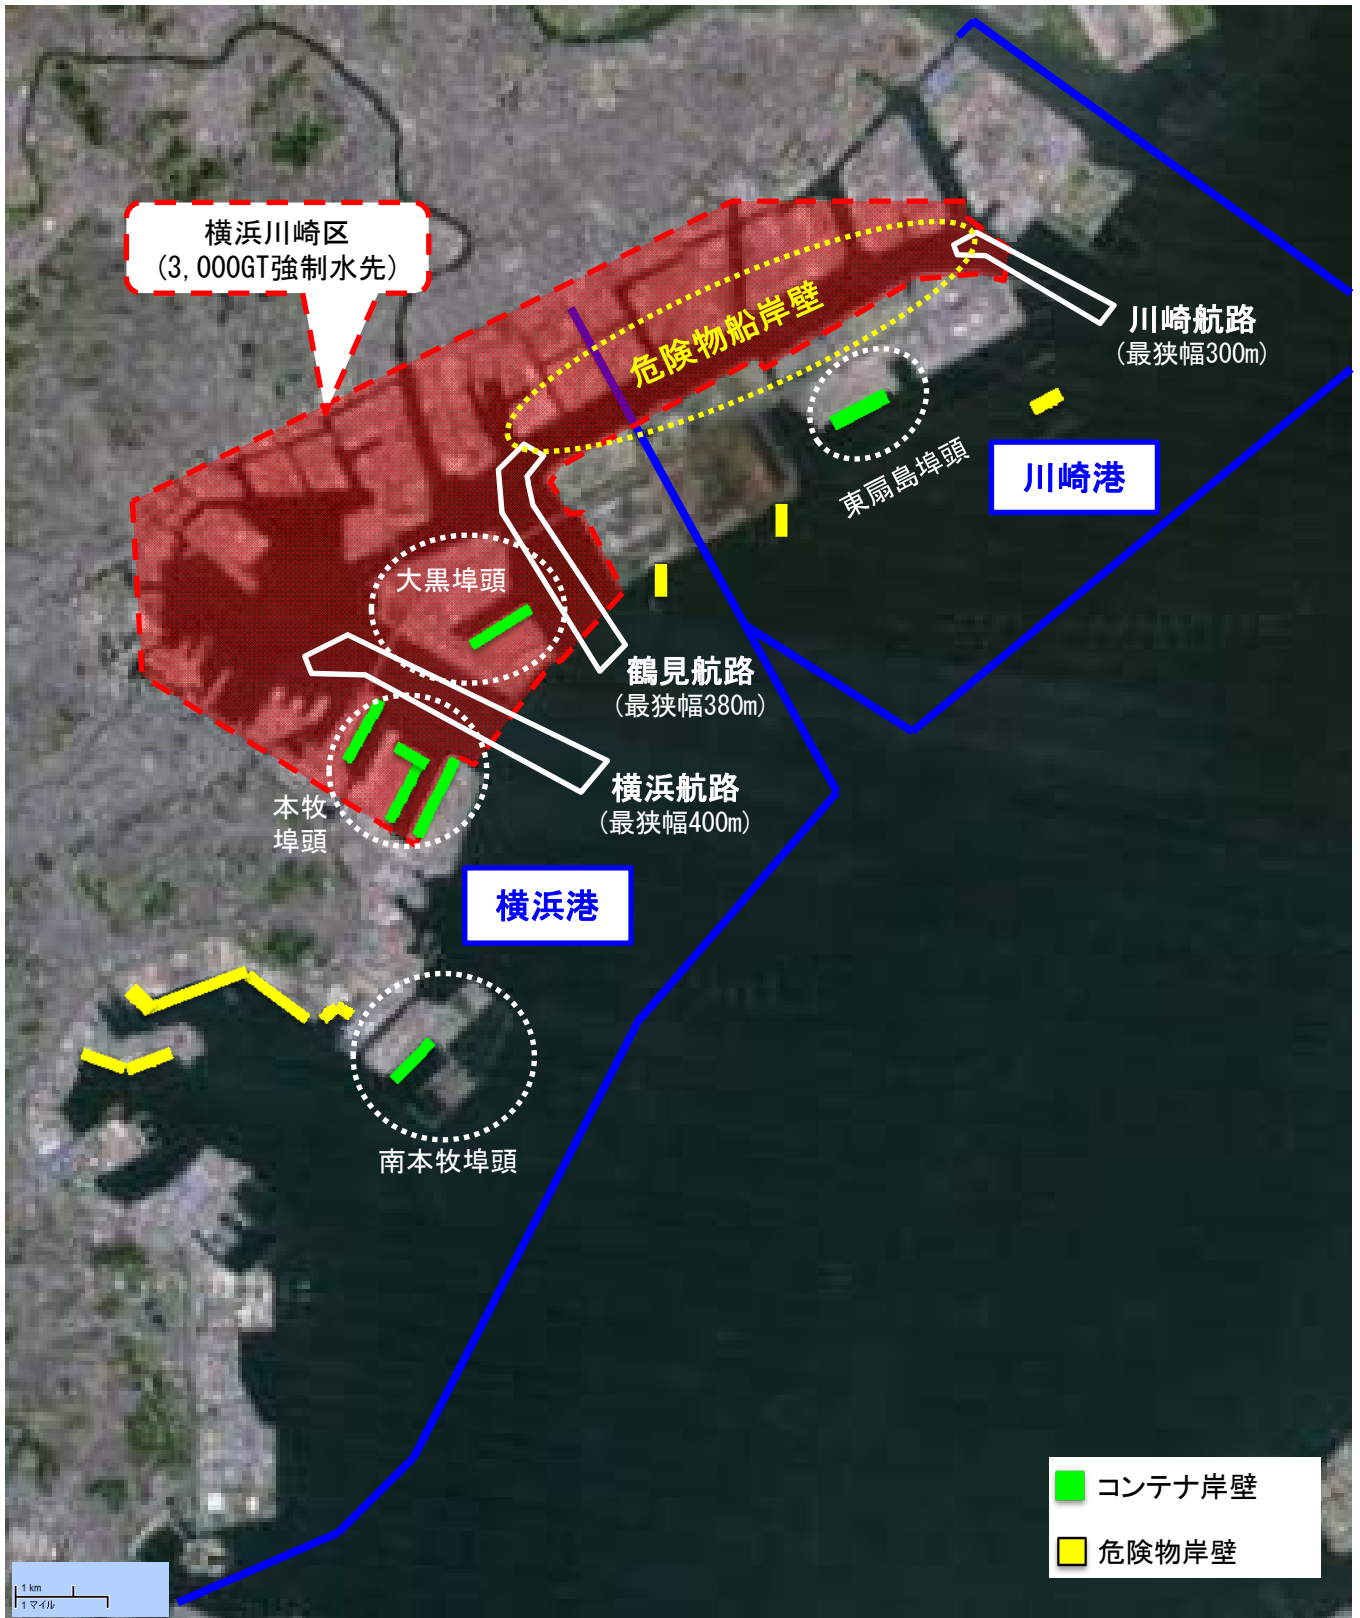 横浜川崎区
(3,000GT強制水先)
危険物船岸壁
川崎航路
(最狭幅300m)
川崎港
東扇島埠頭
大黒埠頭
鶴見航路
(最狭幅380m)
横浜航路
(最狭幅400m)
本牧
埠頭
横浜港
南本牧埠頭
コンテナ岸壁
危険物岸壁
1 km
1 マイル